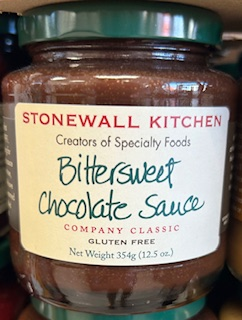 STONEWALL KITCHEN
Creators of Specialty Foods
Bittersweet
Chocolate Sauce
COMPANY CLASSIC
GLUTEN FREE
Net Weight 354g (12.5 oz.)